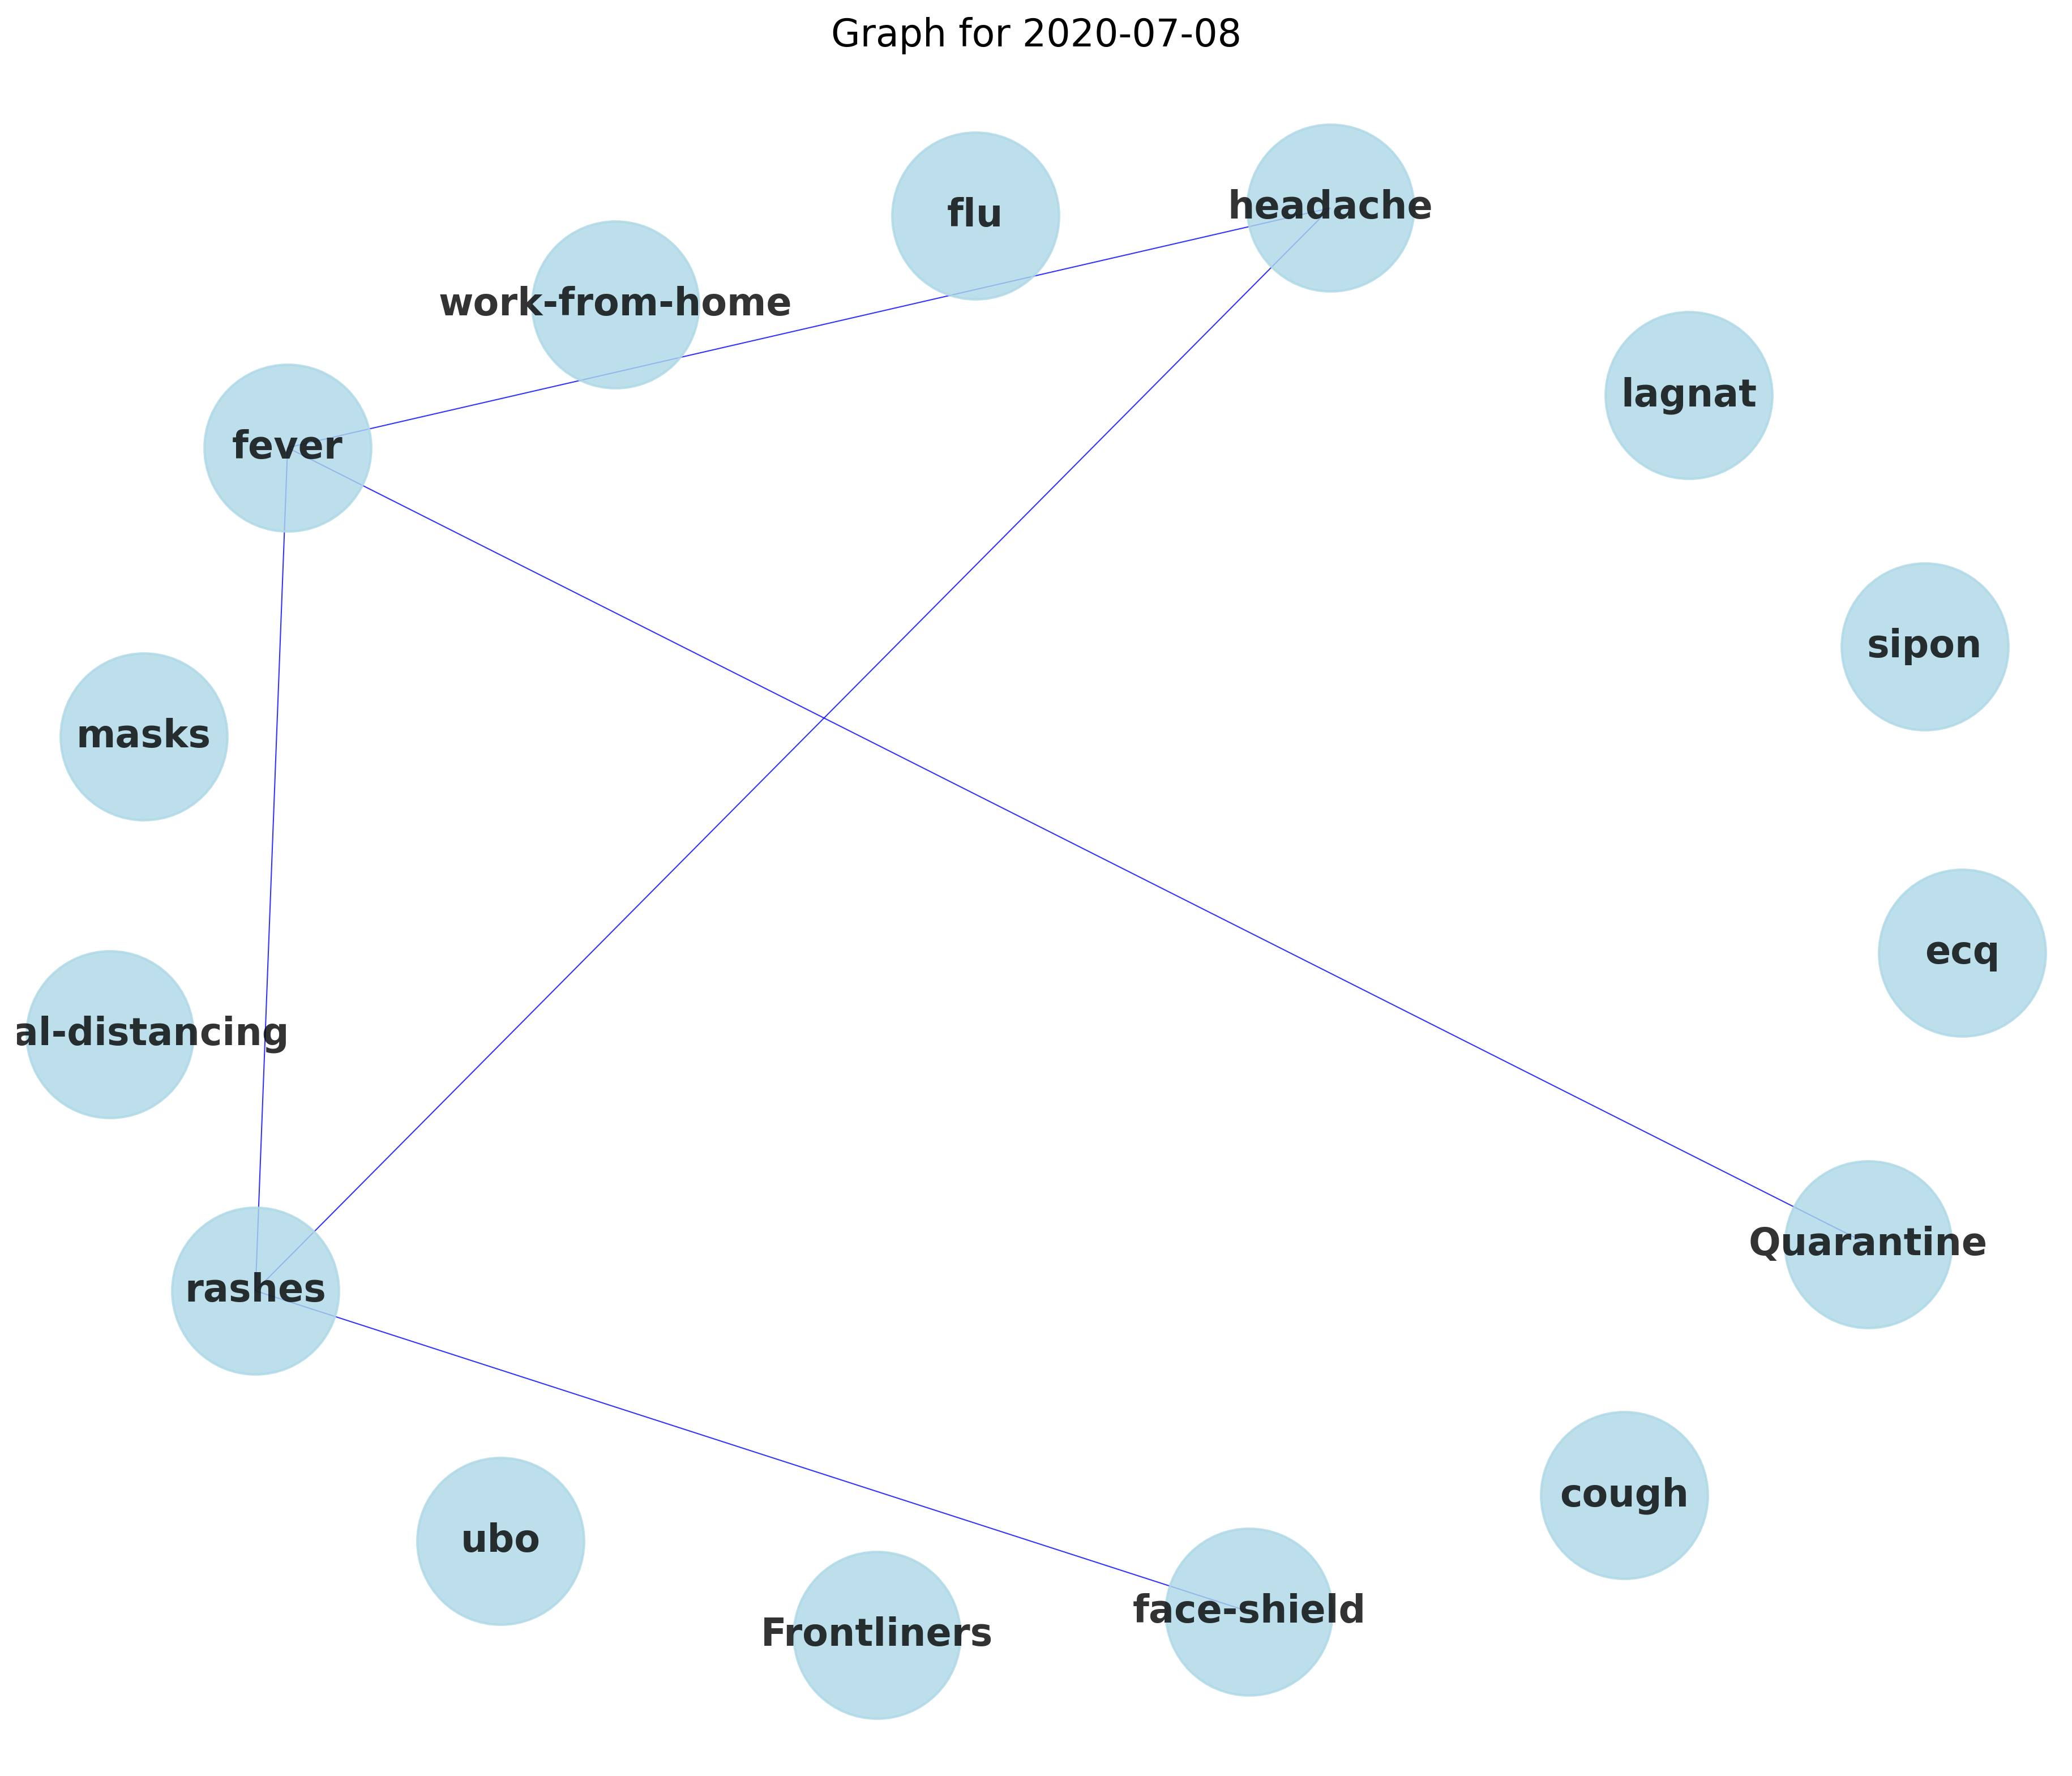 Graph for 2020-07-08
headache
flu
work-from-home
lagnat
fever
sipon
masks
ecq
al-distancing
Quarantine
rashes
cough
ubo
face-shield
Frontliners